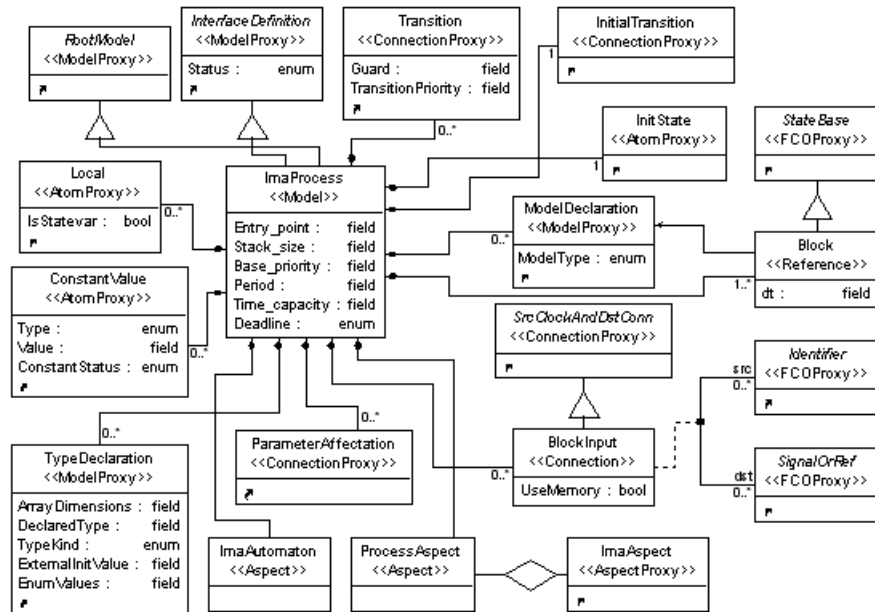 RootModel
<<ModelProxy>>
InterfaceDefinition
<<ModelProxy>>
Status : enum
Transition
<<ConnectionProxy>>
Guard : field
TransitionPriority : field
0..*
InitialTransition
<<ConnectionProxy>>
1
InitState
<<AtomProxy>>
1
StateBase
<<FCOProxy>>
Local
<<AtomProxy>>
IsStatevar : bool
0..*
ImaProcess
<<Model>>
Entry_point : field
Stack_size : field
Base_priority : field
Period : field
Time_capacity : field
Deadline : enum
ModelDeclaration
<<ModelProxy>>
ModelType : enum
0..*
Block
<<Reference>>
dt : field
1..*
ConstantValue
<<AtomProxy>>
Type : enum
Value : field
ConstantStatus : enum
0..*
SrcClockAndDstConn
<<ConnectionProxy>>
Identifier
<<FCOProxy>>
src
0..*
BlockInput
<<Connection>>
UseMemory : bool
0..*
SignalOrRef
<<FCOProxy>>
dst
0..*
TypeDeclaration
<<ModelProxy>>
ArrayDimensions : field
DeclaredType : field
TypeKind : enum
ExternalInitValue : field
EnumValues : field
0..*
ParameterAffectation
<<ConnectionProxy>>
0..*
ImaAutomaton
<<Aspect>>
ProcessAspect
<<Aspect>>
ImaAspect
<<AspectProxy>>